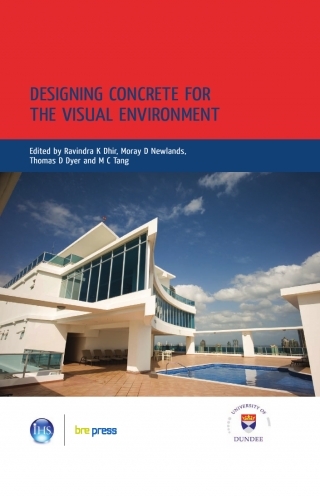 DESIGNING CONCRETE FOR
THE VISUAL ENVIRONMENT
Edited by Ravindra K Dhir, Moray D Newlands,
Thomas D Dyer and M C Tang
IHS
bre press
UNIVERSITY OF
DUNDEE